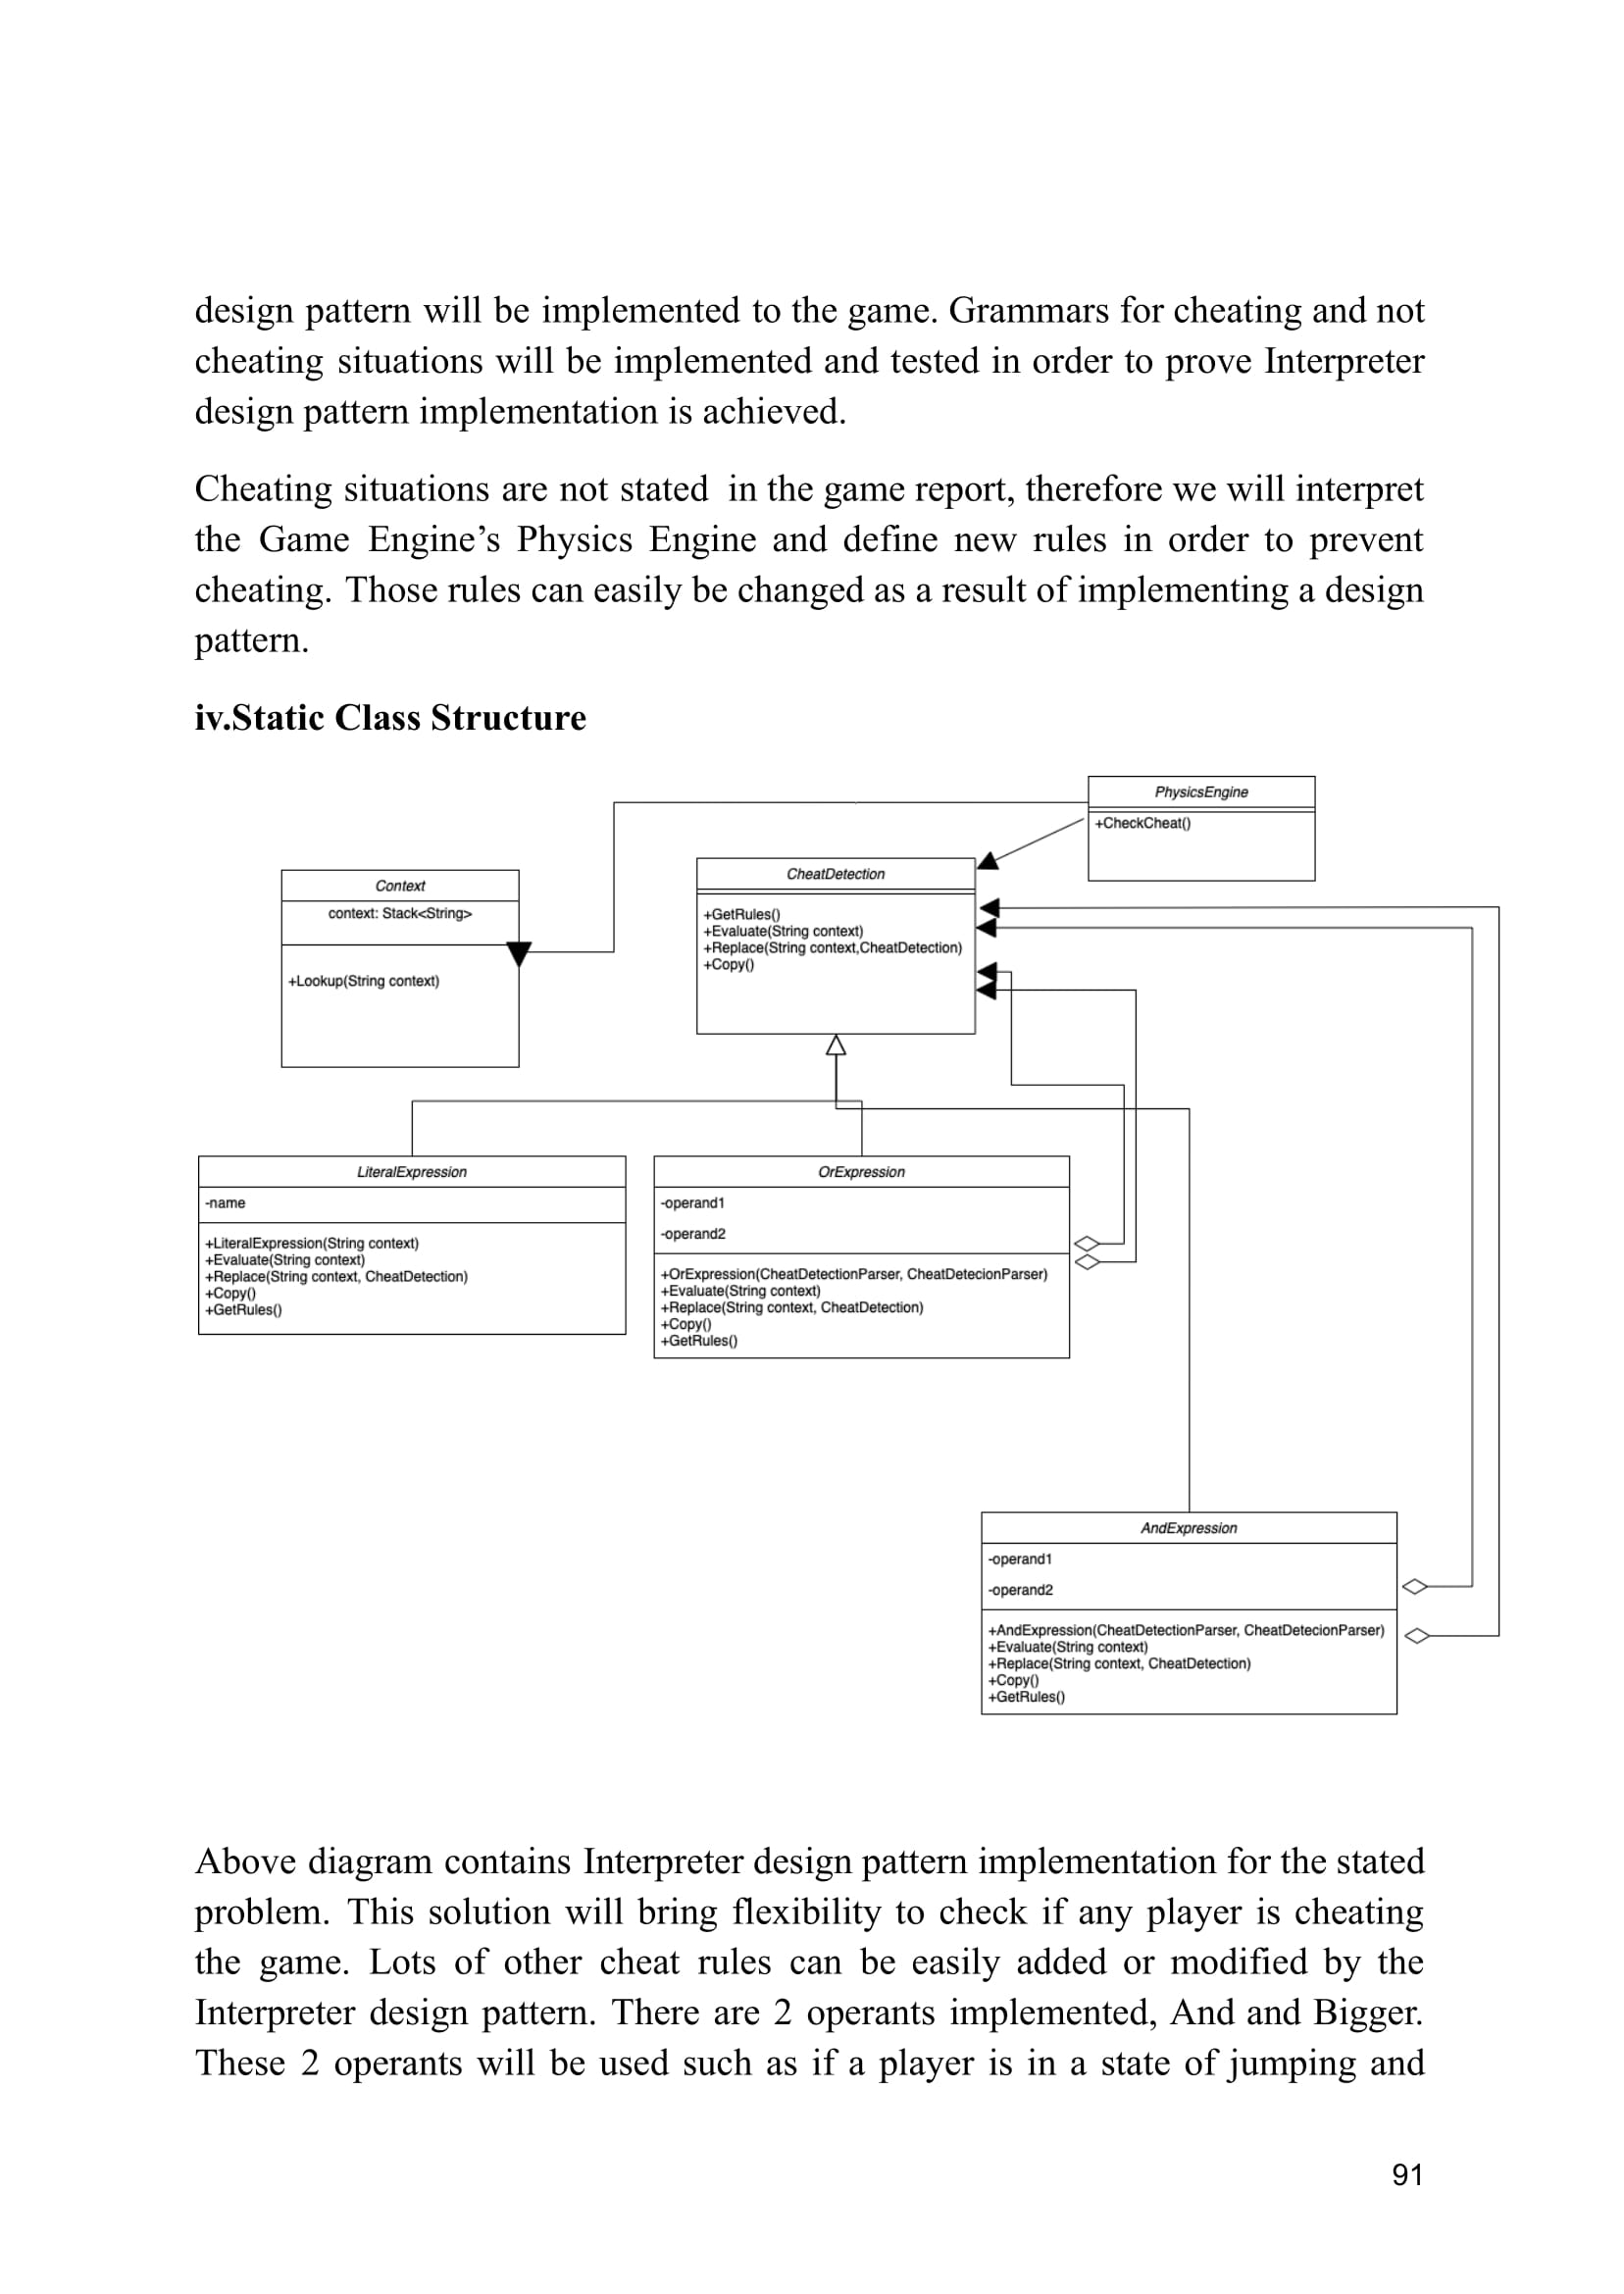 design pattern will be implemented to the game. Grammars for cheating and not
cheating situations will be implemented and tested in order to prove Interpreter
design pattern implementation is achieved.
Cheating situations are not stated  in the game report, therefore we will interpret
the Game Engine’s Physics Engine and define new rules in order to prevent
cheating. Those rules can easily be changed as a result of implementing a design
pattern.
iv.Static Class Structure
PhysicsEngine
+CheckCheat()
Context
context: Stack<String>
+Lookup(String context)
CheatDetection
+GetRules()
+Evaluate(String context)
+Replace(String context,CheatDetection)
+Copy()
LiteralExpression
-name
+LiteralExpression(String context)
+Evaluate(String context)
+Replace(String context, CheatDetection)
+Copy()
+GetRules()
OrExpression
-operand1
-operand2
+OrExpression(CheatDetectionParser, CheatDetecionParser)
+Evaluate(String context)
+Replace(String context, CheatDetection)
+Copy()
+GetRules()
AndExpression
-operand1
-operand2
+AndExpression(CheatDetectionParser, CheatDetecionParser)
+Evaluate(String context)
+Replace(String context, CheatDetection)
+Copy()
+GetRules()
Above diagram contains Interpreter design pattern implementation for the stated
problem. This solution will bring flexibility to check if any player is cheating
the game. Lots of other cheat rules can be easily added or modified by the
Interpreter design pattern. There are 2 operants implemented, And and Bigger.
These 2 operants will be used such as if a player is in a state of jumping and
91